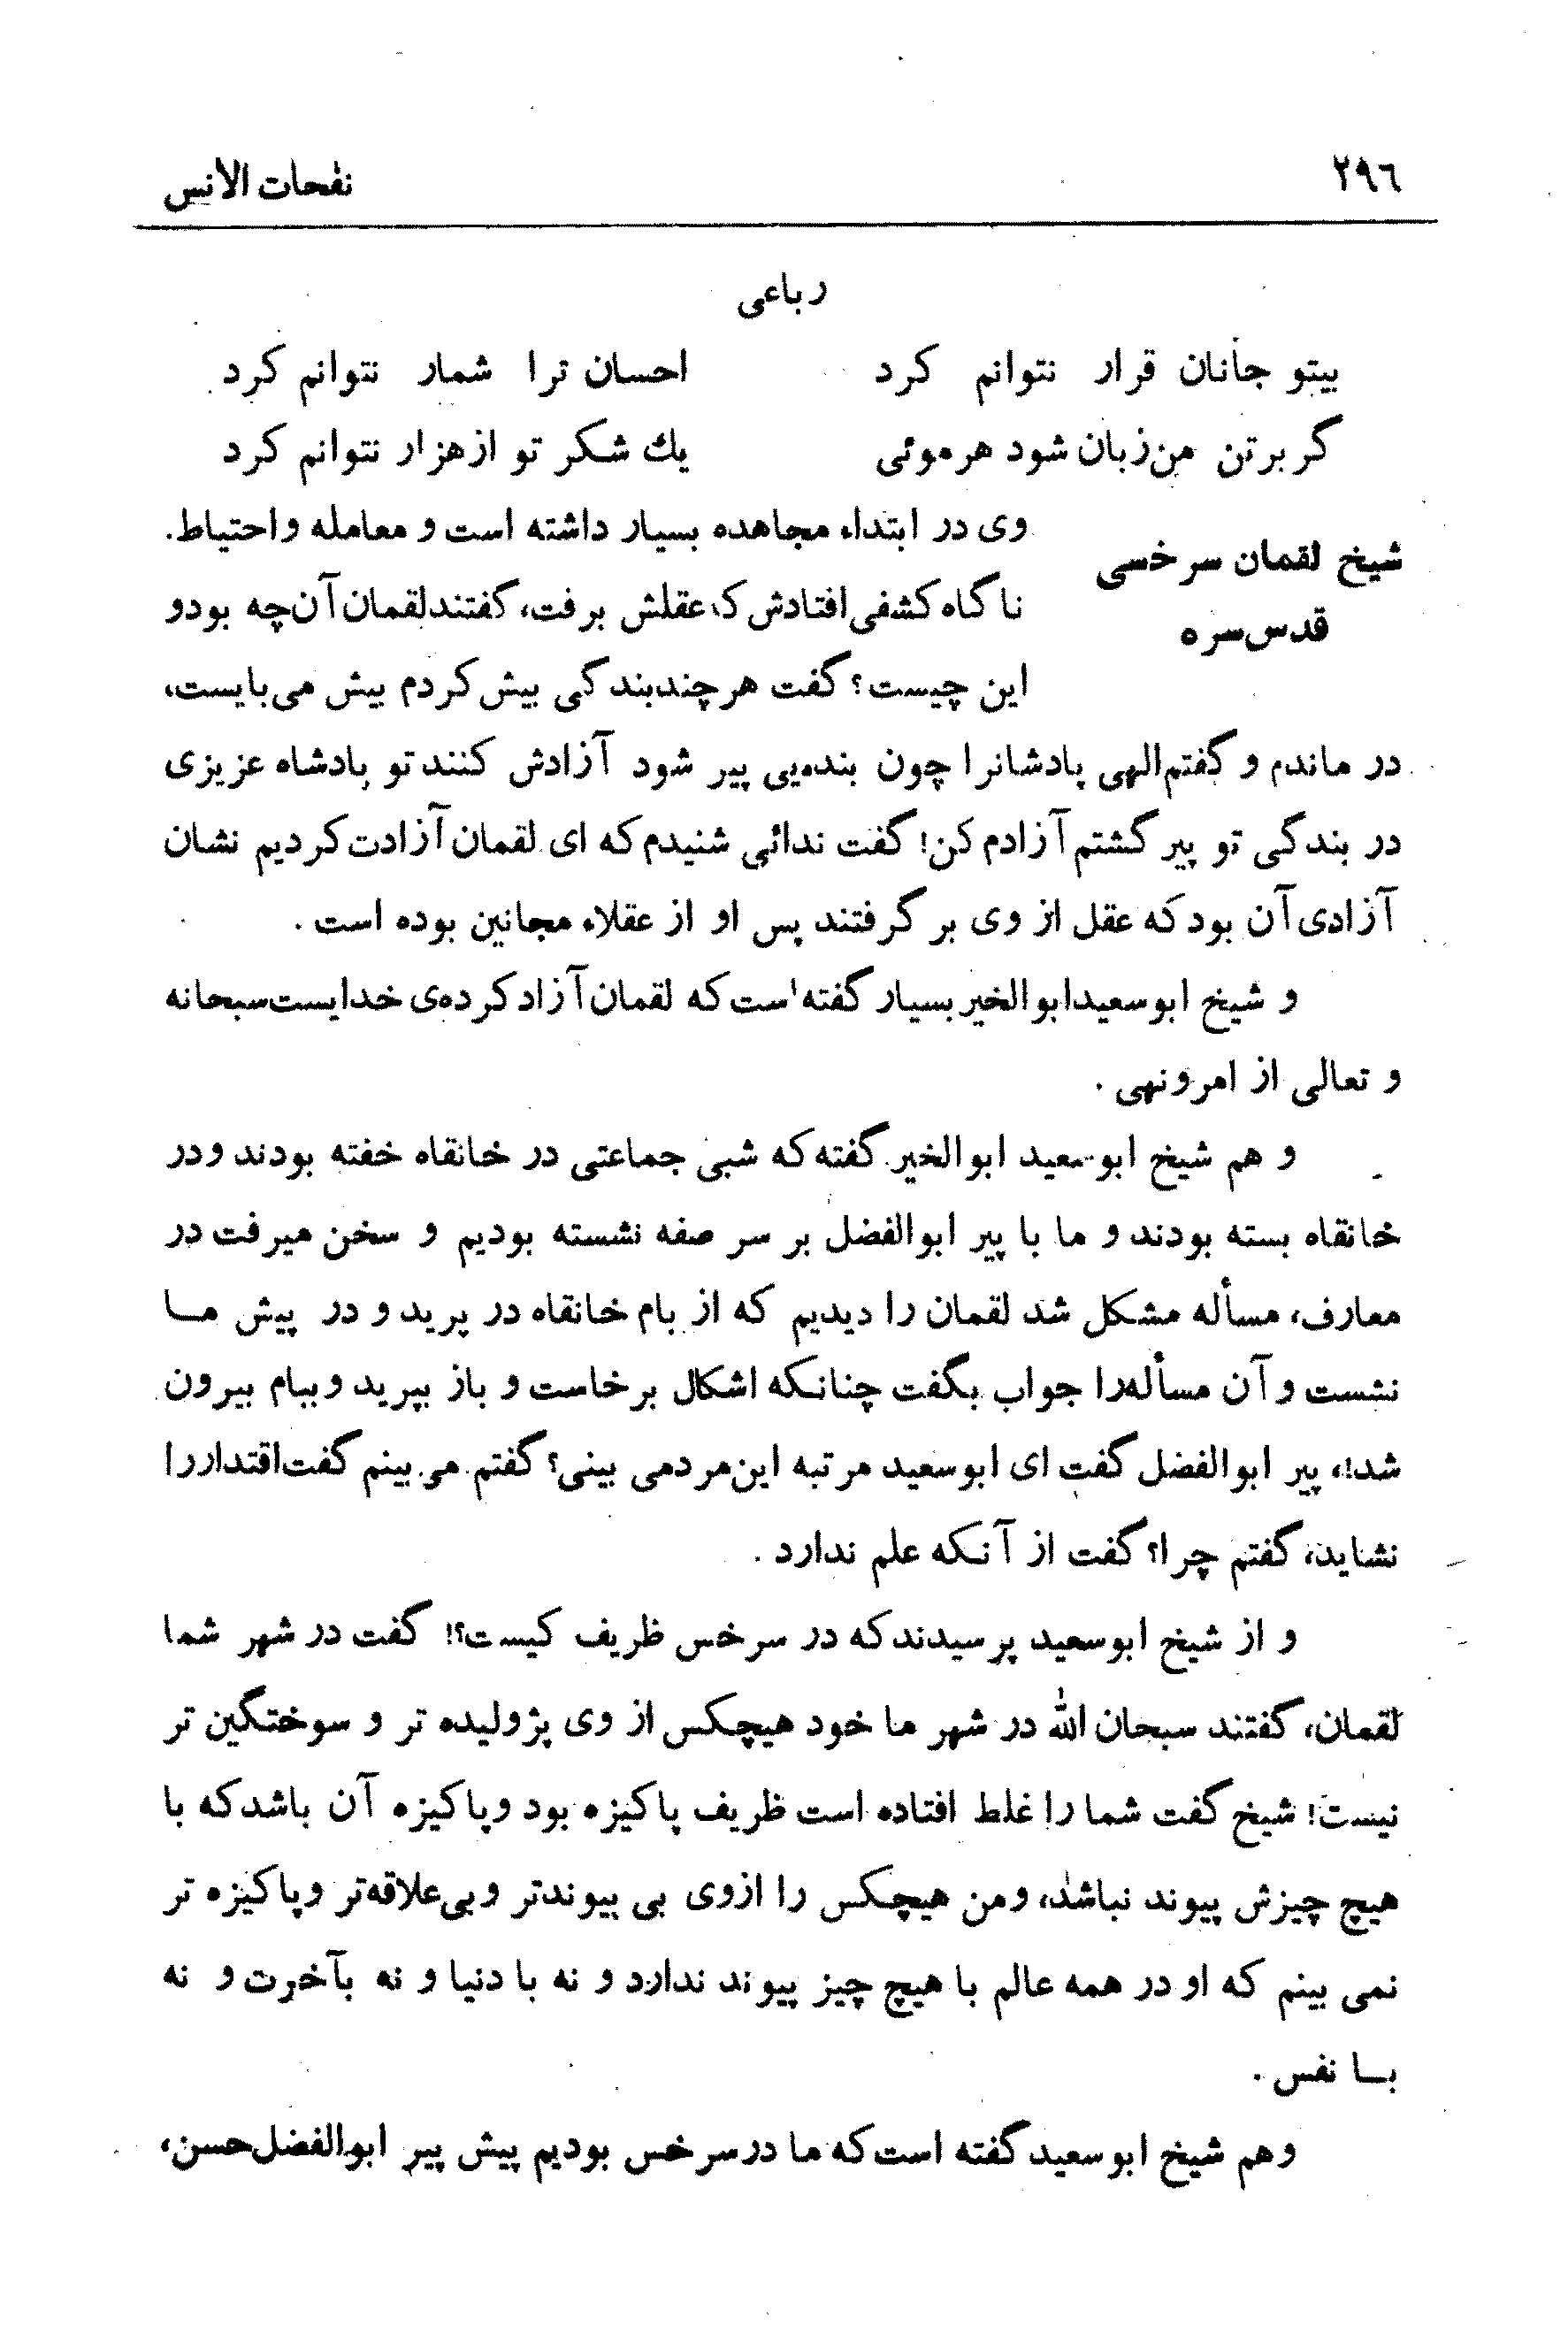 ۲۹۶ نفحات الانس
رباعی
بیتو جانان قرار نتوانم کرد احسان ترا شمار نتوانم کرد
گر برتن من‌زبان شود هرموئی یك شکر تو ازهزار نتوانم کرد
شیخ لقمان سرخسی
قدس‌سره
وی در ابتداء مجاهده بسیار داشته است و معامله واحتیاط.
ناگاه کشفی افتادش که عقلش برفت، گفتند لقمان آن‌چه بودو
این چیست؟ گفت هرچند بندگی بیش کردم بیش می‌بایست،
در ماندم و گفتم الهی پادشانرا چون بنده‌یی پیر شود آزادش کنند تو پادشاه عزیزی
در بندگی تو پیر گشتم آزادم کن! گفت ندائی شنیدم که ای لقمان آزادت کردیم نشان
آزادی آن بود که عقل از وی بر گرفتند پس او از عقلاء مجانین بوده است .
و شیخ ابوسعیدابوالخیر بسیار گفته است که لقمان آزاد کرده‌ی خدایست سبحانه
و تعالی از امرونهی .
و هم شیخ ابوسعید ابوالخیر گفته که شبی جماعتی در خانقاه خفته بودند ودر
خانقاه بسته بودند و ما با پیر ابوالفضل بر سر صفه نشسته بودیم و سخن میرفت در
معارف، مسأله مشکل شد لقمان را دیدیم که از بام خانقاه در پرید و در پیش مــا
نشست و آن مسأله‌را جواب بگفت چنانکه اشکال برخاست و باز بپرید وببام بیرون
شد!، پیر ابوالفضل گفت ای ابوسعید مرتبه این‌مردمی بینی؟ گفتم می بینم گفت اقتداررا
نشاید، گفتم چرا؟ گفت از آنکه علم ندارد .
و از شیخ ابوسعید پرسیدند که در سرخس ظریف کیست؟! گفت در شهر شما
لقمان، گفتند سبحان الله در شهر ما خود هیچکس از وی پژولیده تر و سوختگین تر
نیست! شیخ گفت شما را غلط افتاده است ظریف پاکیزه بود وپاکیزه آن باشد که با
هیچ چیزش پیوند نباشد، ومن هیچکس را ازوی بی پیوندتر وبی‌علاقه‌تر وپاکیزه تر
نمی بینم که او در همه عالم با هیچ چیز پیوند ندارد و نه با دنیا و نه بآخرت و نه
بــا نفس .
وهم شیخ ابوسعید گفته است که ما درسرخس بودیم پیش پیر ابوالفضل‌حسن،